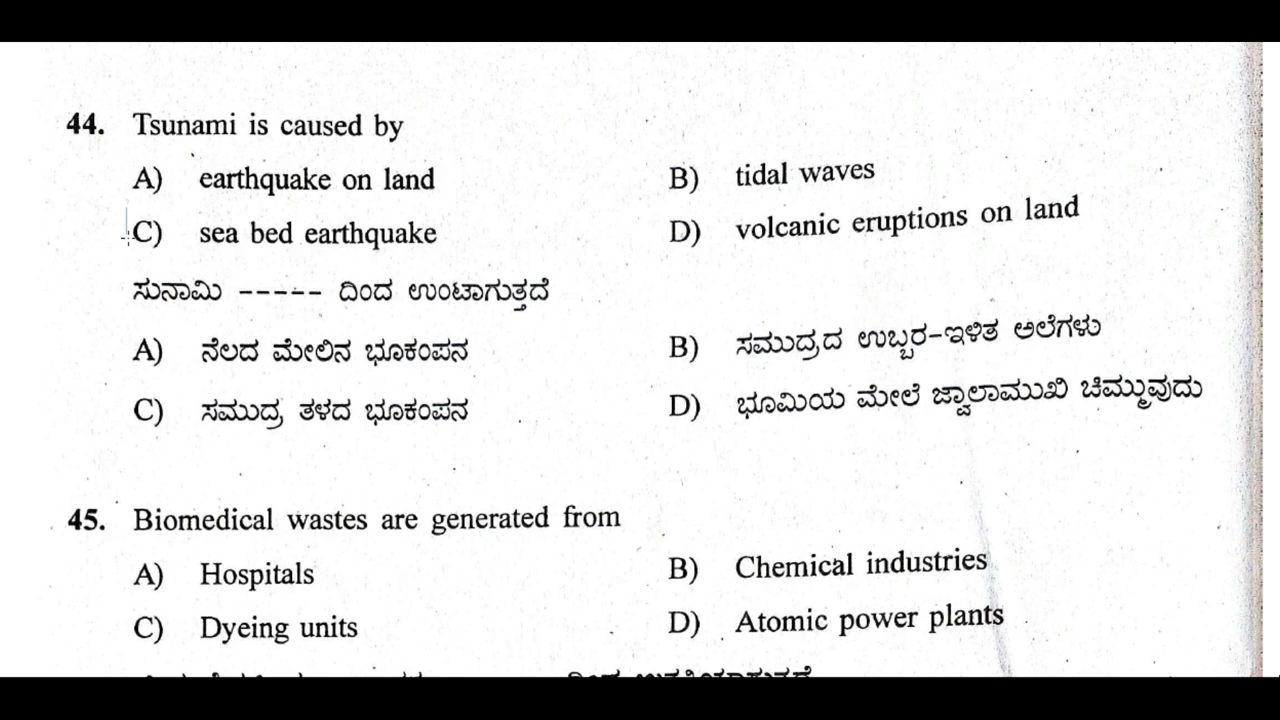 44. Tsunami is caused by
A) earthquake on land B) tidal waves
C) sea bed earthquake D) volcanic eruptions on land
ಸುನಾಮಿ ----- ದಿಂದ ಉಂಟಾಗುತ್ತದೆ
A) ನೆಲದ ಮೇಲಿನ ಭೂಕಂಪನ B) ಸಮುದ್ರದ ಉಬ್ಬರ-ಇಳಿತ ಅಲೆಗಳು
C) ಸಮುದ್ರ ತಳದ ಭೂಕಂಪನ D) ಭೂಮಿಯ ಮೇಲೆ ಜ್ವಾಲಾಮುಖಿ ಚಿಮ್ಮುವುದು
45. Biomedical wastes are generated from
A) Hospitals B) Chemical industries
C) Dyeing units D) Atomic power plants